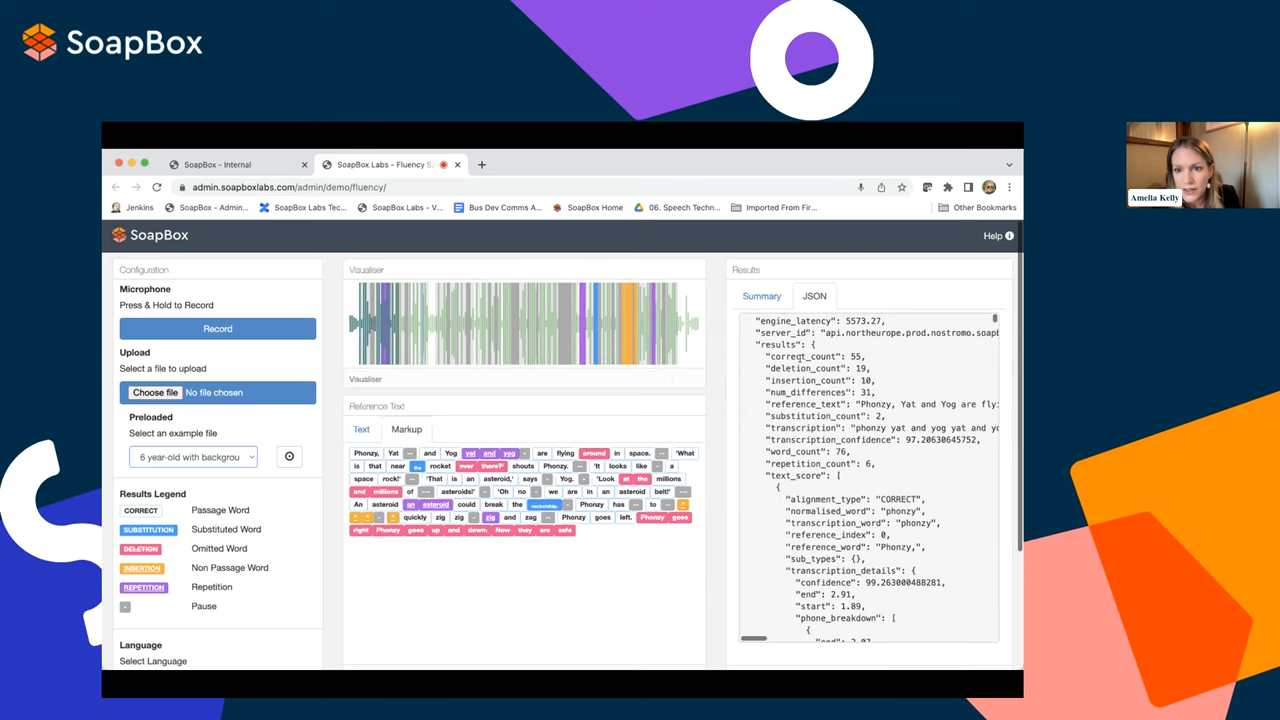 SoapBox
Amelia Kelly
SoapBox - Internal
SoapBox Labs - Fluency S
admin.soapboxlabs.com/admin/demo/fluency/
Jenkins
SoapBox - Admin...
SoapBox Labs Tec...
SoapBox Labs - V...
Bus Dev Comms A...
SoapBox Home
06. Speech Techn...
Imported From Fir...
Other Bookmarks
SoapBox
Help
Configuration
Microphone
Press & Hold to Record
Record
Upload
Select a file to upload
Choose file No file chosen
Preloaded
Select an example file
6 year-old with backgrou
Results Legend
CORRECT Passage Word
SUBSTITUTION Substituted Word
DELETION Omitted Word
INSERTION Non Passage Word
REPETITION Repetition
- Pause
Language
Select Language
Visualiser
Visualiser
Reference Text
Text Markup
Phonzy, Yat -- and Yog yat and yog - are flying around in space. -- 'What
is that near the rocket over there?' shouts Phonzy. -- 'It looks like - a
space rock!' -- 'That is an asteroid,' says - Yog. - 'Look at the millions
and millions of --- asteroids!' - 'Oh no - we are in an asteroid belt!' ---
An asteroid an asteroid could break the rocketship. - Phonzy has -- to --
quickly zig zig - zig and zag -- Phonzy goes left. Phonzy goes
right Phonzy goes up and down. Now they are safe
Results
Summary JSON
"engine_latency": 5573.27,
"server_id": "api.northeurope.prod.nostromo.soapb
"results": {
"correct_count": 55,
"deletion_count": 19,
"insertion_count": 10,
"num_differences": 31,
"reference_text": "Phonzy, Yat and Yog are flyi
"substitution_count": 2,
"transcription": "phonzy yat and yog yat and yo
"transcription_confidence": 97.20630645752,
"word_count": 76,
"repetition_count": 6,
"text_score": [
{
"alignment_type": "CORRECT",
"normalised_word": "phonzy",
"transcription_word": "phonzy",
"reference_index": 0,
"reference_word": "Phonzy,",
"sub_types": {},
"transcription_details": {
"confidence": 99.263000488281,
"end": 2.91,
"start": 1.89,
"phone_breakdown": [
{
"end": 2.07